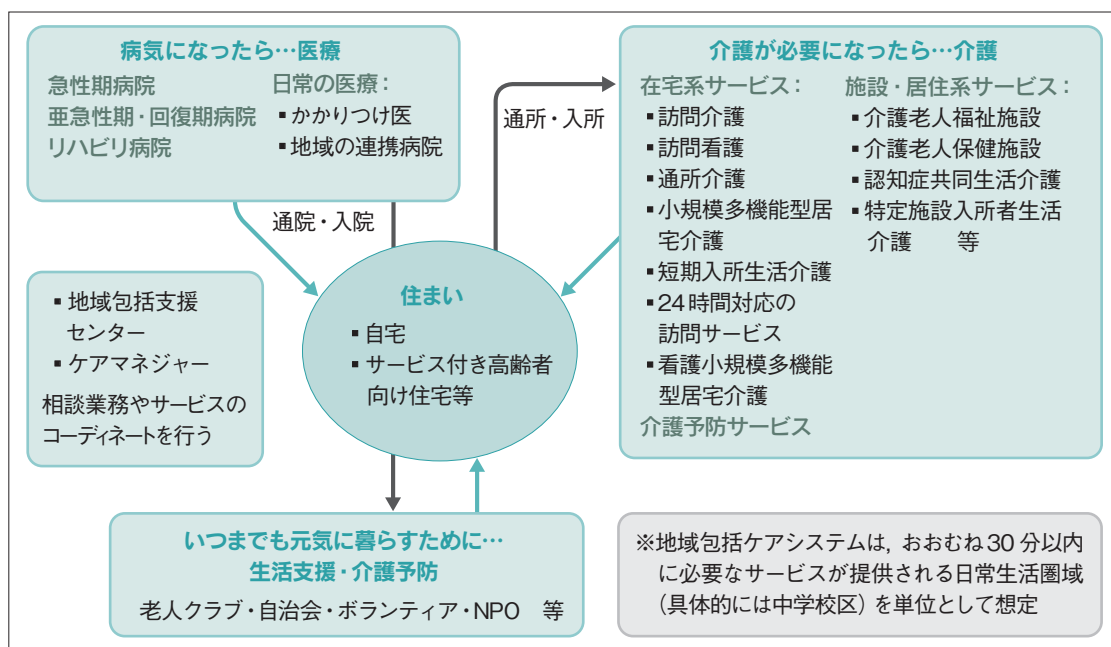 病気になったら…医療
急性期病院
亜急性期・回復期病院
リハビリ病院
日常の医療：
▪かかりつけ医
▪地域の連携病院
通院・入院
通所・入所
介護が必要になったら…介護
在宅系サービス：
▪訪問介護
▪訪問看護
▪通所介護
▪小規模多機能型居
宅介護
▪短期入所生活介護
▪24時間対応の
訪問サービス
▪看護小規模多機能
型居宅介護
介護予防サービス
施設・居住系サービス：
▪介護老人福祉施設
▪介護老人保健施設
▪認知症共同生活介護
▪特定施設入所者生活
介護　等
住まい
▪自宅
▪サービス付き高齢者
向け住宅等
▪地域包括支援
センター
▪ケアマネジャー
相談業務やサービスの
コーディネートを行う
いつまでも元気に暮らすために…
生活支援・介護予防
老人クラブ・自治会・ボランティア・NPO　等
※地域包括ケアシステムは，おおむね30分以内
に必要なサービスが提供される日常生活圏域
（具体的には中学校区）を単位として想定